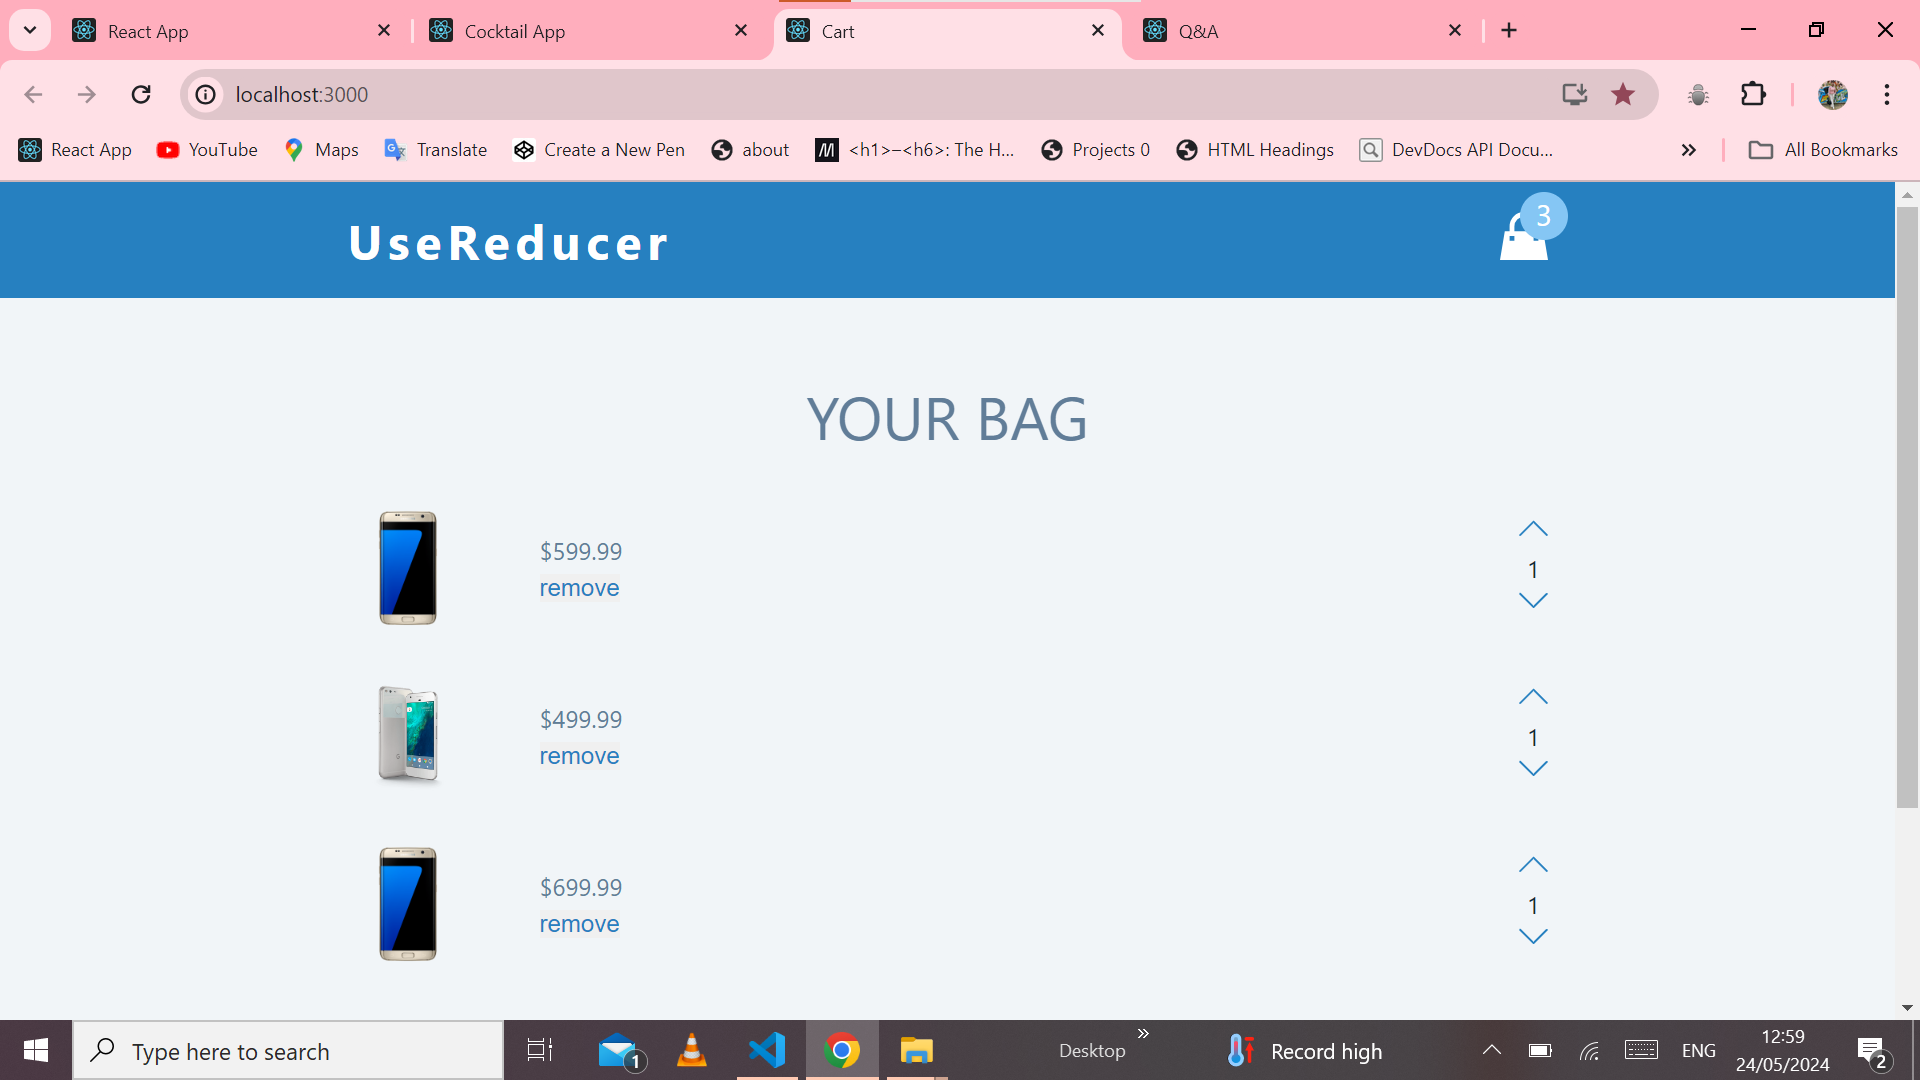 React App
Cocktail App
Cart
Q&A
localhost:3000
React App
YouTube
Maps
Translate
Create a New Pen
about
<h1>–<h6>: The H...
Projects 0
HTML Headings
DevDocs API Docu...
All Bookmarks
UseReducer
3
YOUR BAG
$599.99
remove
1
$499.99
remove
1
$699.99
remove
1
Type here to search
1
Desktop
Record high
ENG
12:59
24/05/2024
2